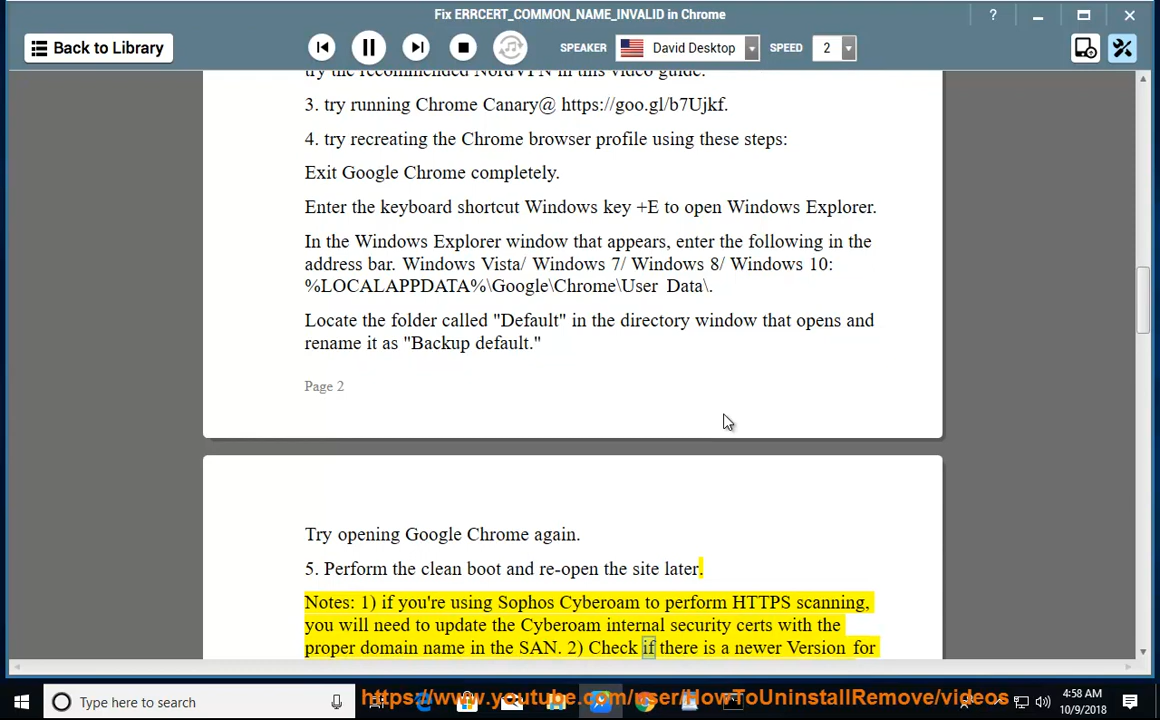 Fix ERRCERT_COMMON_NAME_INVALID in Chrome
Back to Library
SPEAKER
David Desktop
SPEED
2
try the recommended NordVPN in this video guide.
3. try running Chrome Canary@ https://goo.gl/b7Ujkf.
4. try recreating the Chrome browser profile using these steps:
Exit Google Chrome completely.
Enter the keyboard shortcut Windows key +E to open Windows Explorer.
In the Windows Explorer window that appears, enter the following in the
address bar. Windows Vista/ Windows 7/ Windows 8/ Windows 10:
%LOCALAPPDATA%\Google\Chrome\User Data\.
Locate the folder called "Default" in the directory window that opens and
rename it as "Backup default."
Page 2
Try opening Google Chrome again.
5. Perform the clean boot and re-open the site later.
Notes: 1) if you're using Sophos Cyberoam to perform HTTPS scanning,
you will need to update the Cyberoam internal security certs with the
proper domain name in the SAN. 2) Check if there is a newer Version for
Type here to search
https://www.youtube.com/user/HowToUninstallRemove/videos
4:58 AM
10/9/2018